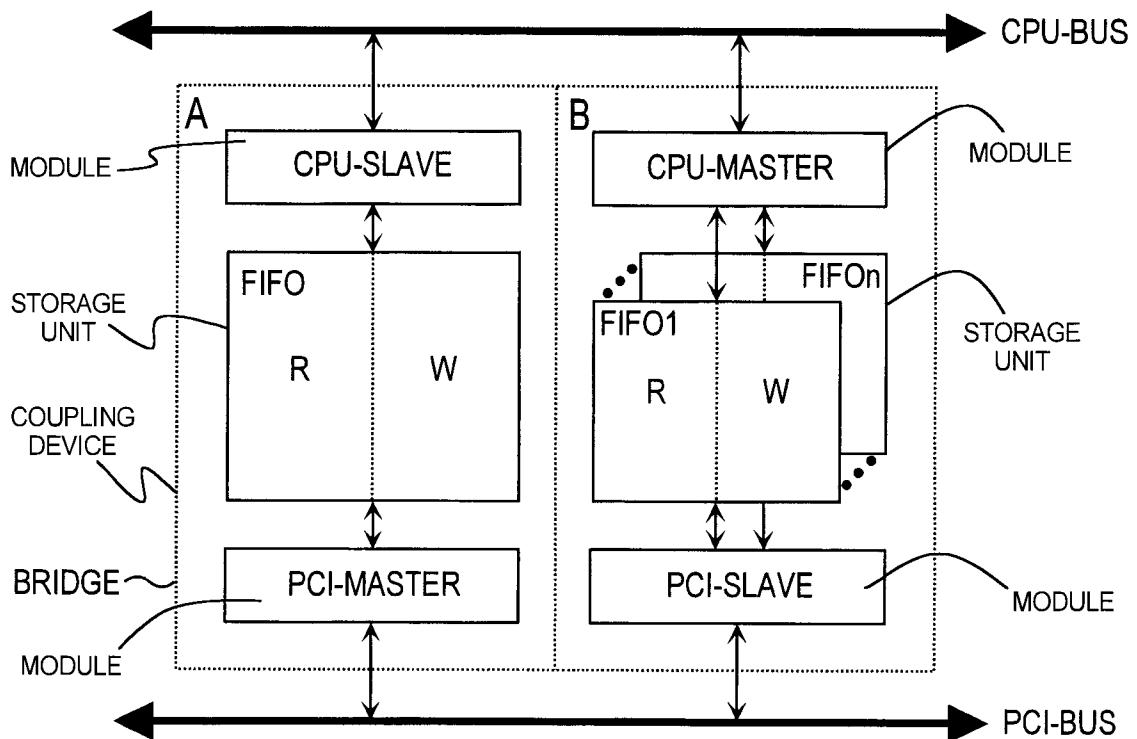 CPU-BUS
A
B
MODULE
CPU-SLAVE
CPU-MASTER
MODULE
FIFO
FIFOn
STORAGE
UNIT
FIFO1
STORAGE
UNIT
R
W
R
W
COUPLING
DEVICE
BRIDGE
PCI-MASTER
PCI-SLAVE
MODULE
MODULE
PCI-BUS